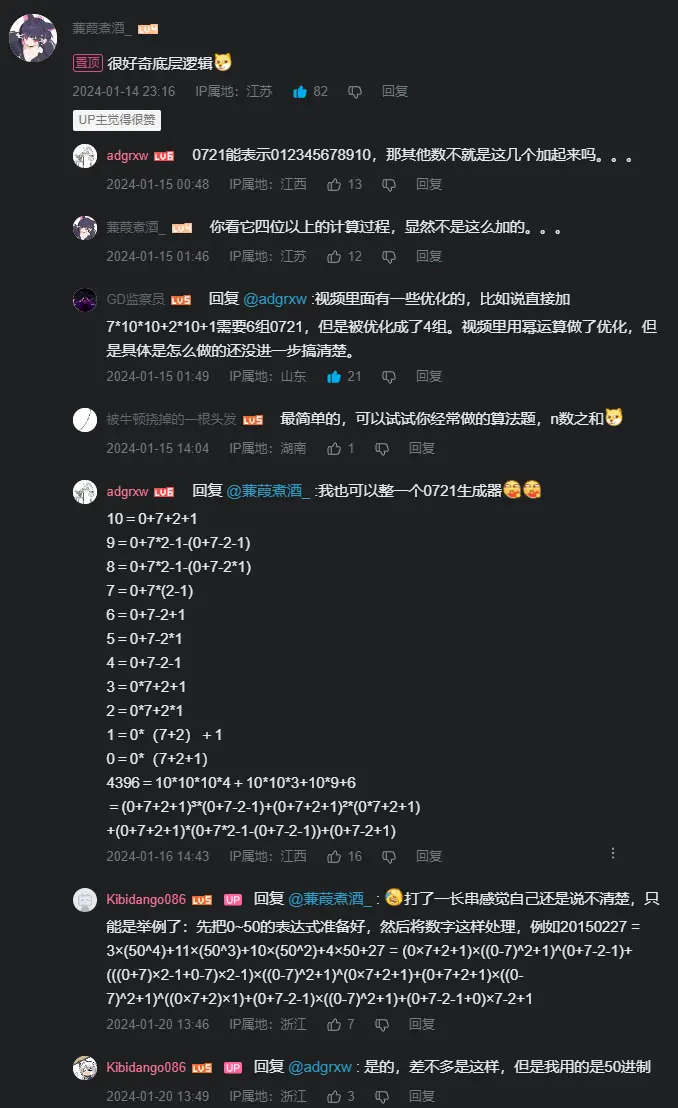 蒹葭煮酒_ LV4
置顶 很好奇底层逻辑
2024-01-14 23:16 IP属地：江苏 82 回复
UP主觉得很赞
adgrxw LV6 0721能表示012345678910，那其他数不就是这几个加起来吗。。。
2024-01-15 00:48 IP属地：江西 13 回复
蒹葭煮酒_ LV4 你看它四位以上的计算过程，显然不是这么加的。。。
2024-01-15 01:46 IP属地：江苏 12 回复
GD监察员 LV5 回复 @adgrxw :视频里面有一些优化的，比如说直接加
7*10*10+2*10+1需要6组0721，但是被优化成了4组。视频里用幂运算做了优化，但
是具体是怎么做的还没进一步搞清楚。
2024-01-15 01:49 IP属地：山东 21 回复
被牛顿挠掉的一根头发 LV5 最简单的，可以试试你经常做的算法题，n数之和
2024-01-15 14:04 IP属地：湖南 1 回复
adgrxw LV6 回复 @蒹葭煮酒_ :我也可以整一个0721生成器
10＝0+7+2+1
9＝0+7*2-1-(0+7-2-1)
8＝0+7*2-1-(0+7-2*1)
7＝0+7*(2-1)
6＝0+7-2+1
5＝0+7-2*1
4＝0+7-2-1
3＝0*7+2+1
2＝0*7+2*1
1＝0*（7+2）＋1
0＝0*（7+2+1）
4396＝10*10*10*4＋10*10*3+10*9+6
＝(0+7+2+1)³*(0+7-2-1)+(0+7+2+1)²*(0*7+2+1)
+(0+7+2+1)*(0+7*2-1-(0+7-2-1))+(0+7-2+1)
2024-01-16 14:43 IP属地：江西 16 回复
Kibidango086 LV5 UP 回复 @蒹葭煮酒_ : 打了一长串感觉自己还是说不清楚，只
能是举例了：先把0~50的表达式准备好，然后将数字这样处理，例如20150227 =
3×(50^4)+11×(50^3)+10×(50^2)+4×50+27 = (0×7+2+1)×((0-7)^2+1)^(0+7-2-1)+
(((0+7)×2-1+0-7)×2-1)×((0-7)^2+1)^(0×7+2+1)+(0+7+2+1)×((0-
7)^2+1)^((0×7+2)×1)+(0+7-2-1)×((0-7)^2+1)+(0+7-2-1+0)×7-2+1
2024-01-20 13:46 IP属地：浙江 7 回复
Kibidango086 LV5 UP 回复 @adgrxw : 是的，差不多是这样，但是我用的是50进制
2024-01-20 13:49 IP属地：浙江 3 回复